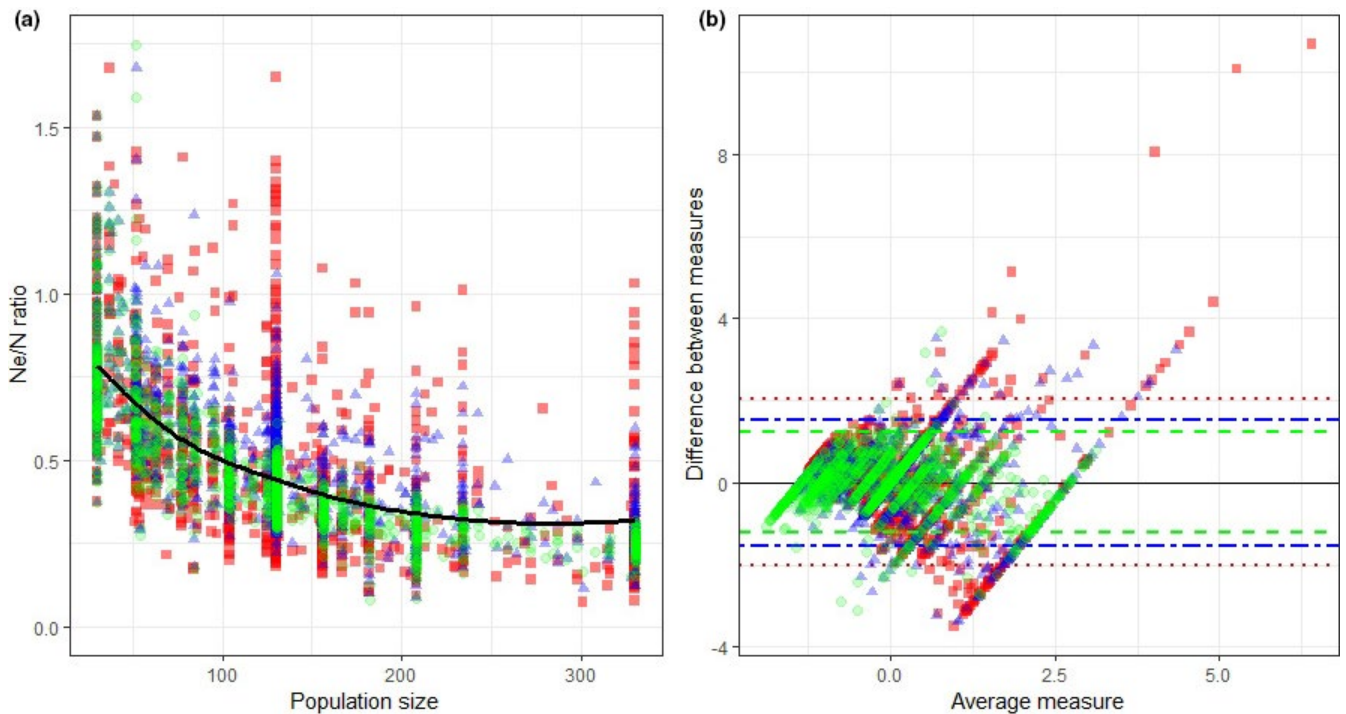 (a)
Ne/N ratio
1.5
1.0
0.5
0.0
100
200
300
Population size
(b)
Difference between measures
8
4
0
-4
0.0
2.5
5.0
Average measure